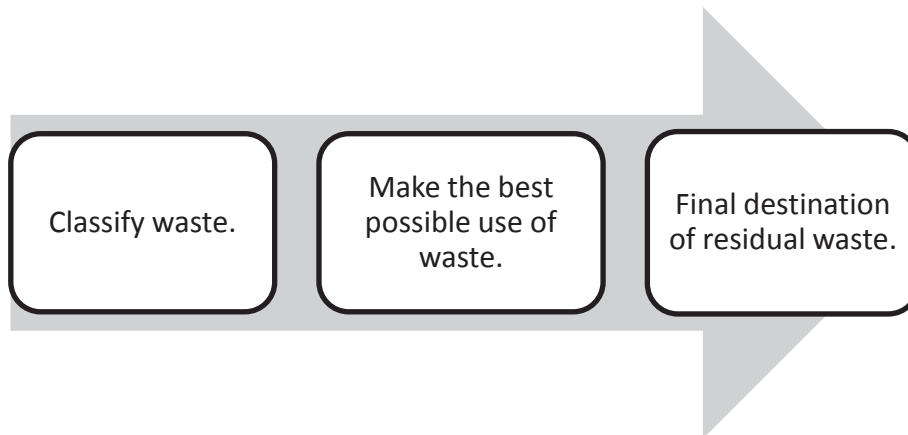 Classify waste.
Make the best
possible use of
waste.
Final destination
of residual waste.